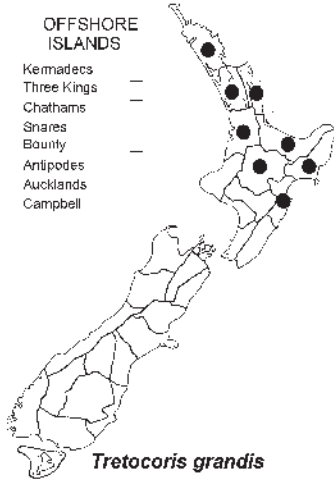 OFFSHORE
ISLANDS
Kermadecs
Three Kings
Chathams
Snares
Bounty
Antipodes
Aucklands
Campbell
Tretocoris grandis